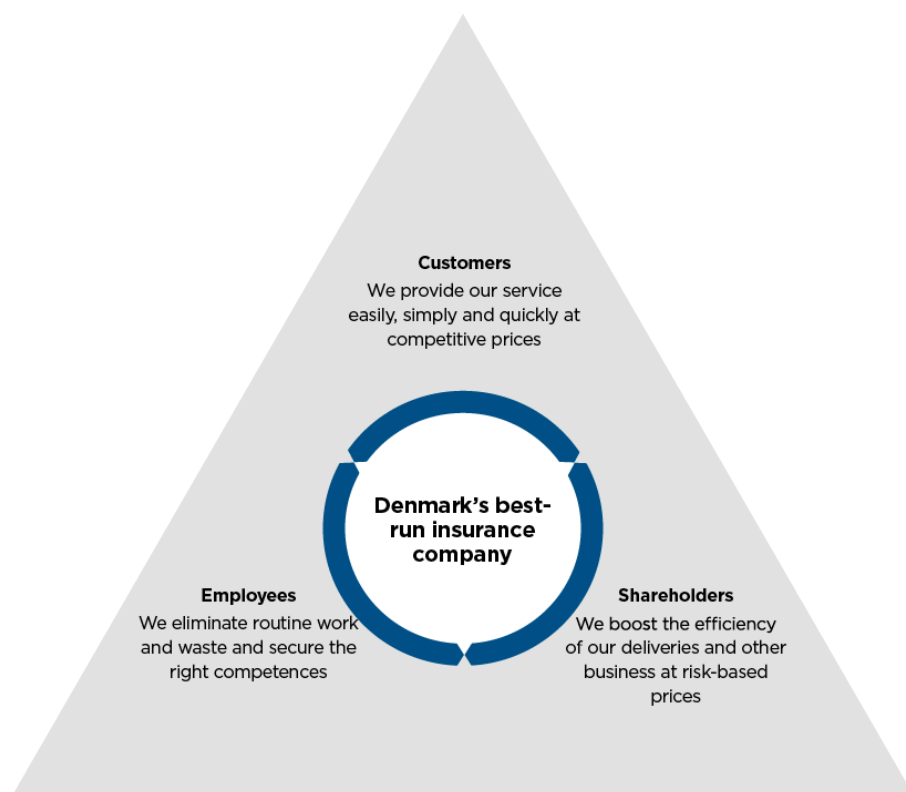 Customers
We provide our service
easily, simply and quickly at
competitive prices
Denmark’s best-
run insurance
company
Employees
We eliminate routine work
and waste and secure the
right competences
Shareholders
We boost the efficiency
of our deliveries and other
business at risk-based
prices